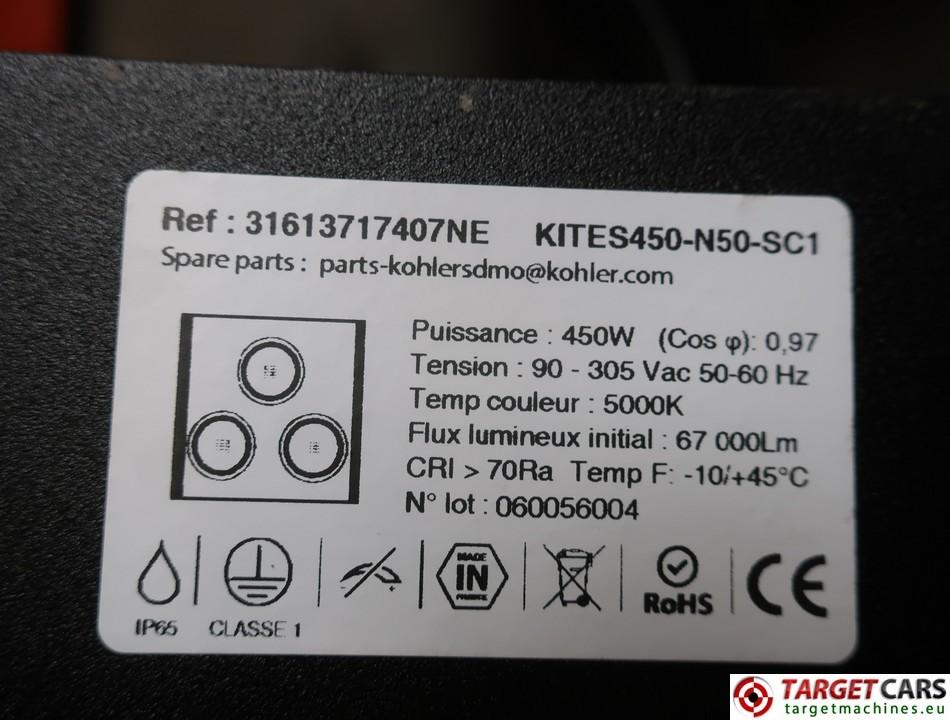 Ref : 31613717407NE KITES450-N50-SC1
Spare parts : parts-kohlersdmo@kohler.com
Puissance : 450W (Cos φ): 0,97
Tension : 90 - 305 Vac 50-60 Hz
Temp couleur : 5000K
Flux lumineux initial : 67 000Lm
CRI > 70Ra Temp F: -10/+45°C
N° lot : 060056004
MADE
IN
FRANCE
RoHS
CE
IP65 CLASSE 1
TARGETCARS
targetmachines.eu